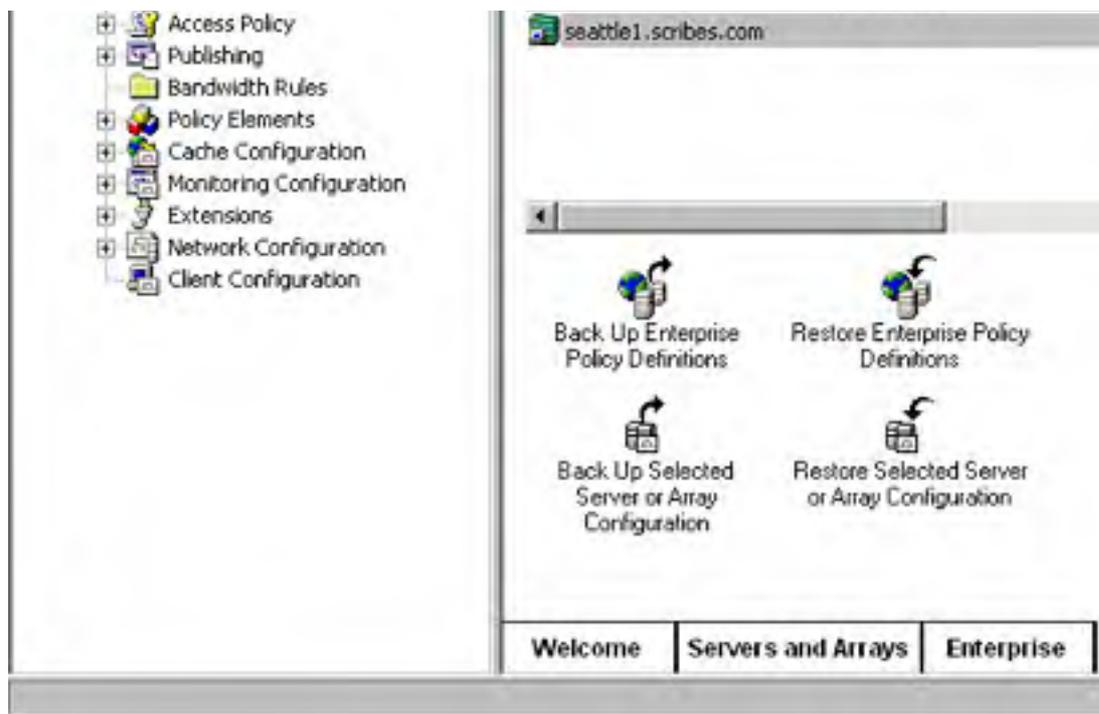 Access Policy
Publishing
Bandwidth Rules
Policy Elements
Cache Configuration
Monitoring Configuration
Extensions
Network Configuration
Client Configuration
seattle1.scribes.com
Back Up Enterprise
Policy Definitions
Restore Enterprise Policy
Definitions
Back Up Selected
Server or Array
Configuration
Restore Selected Server
or Array Configuration
Welcome
Servers and Arrays
Enterprise